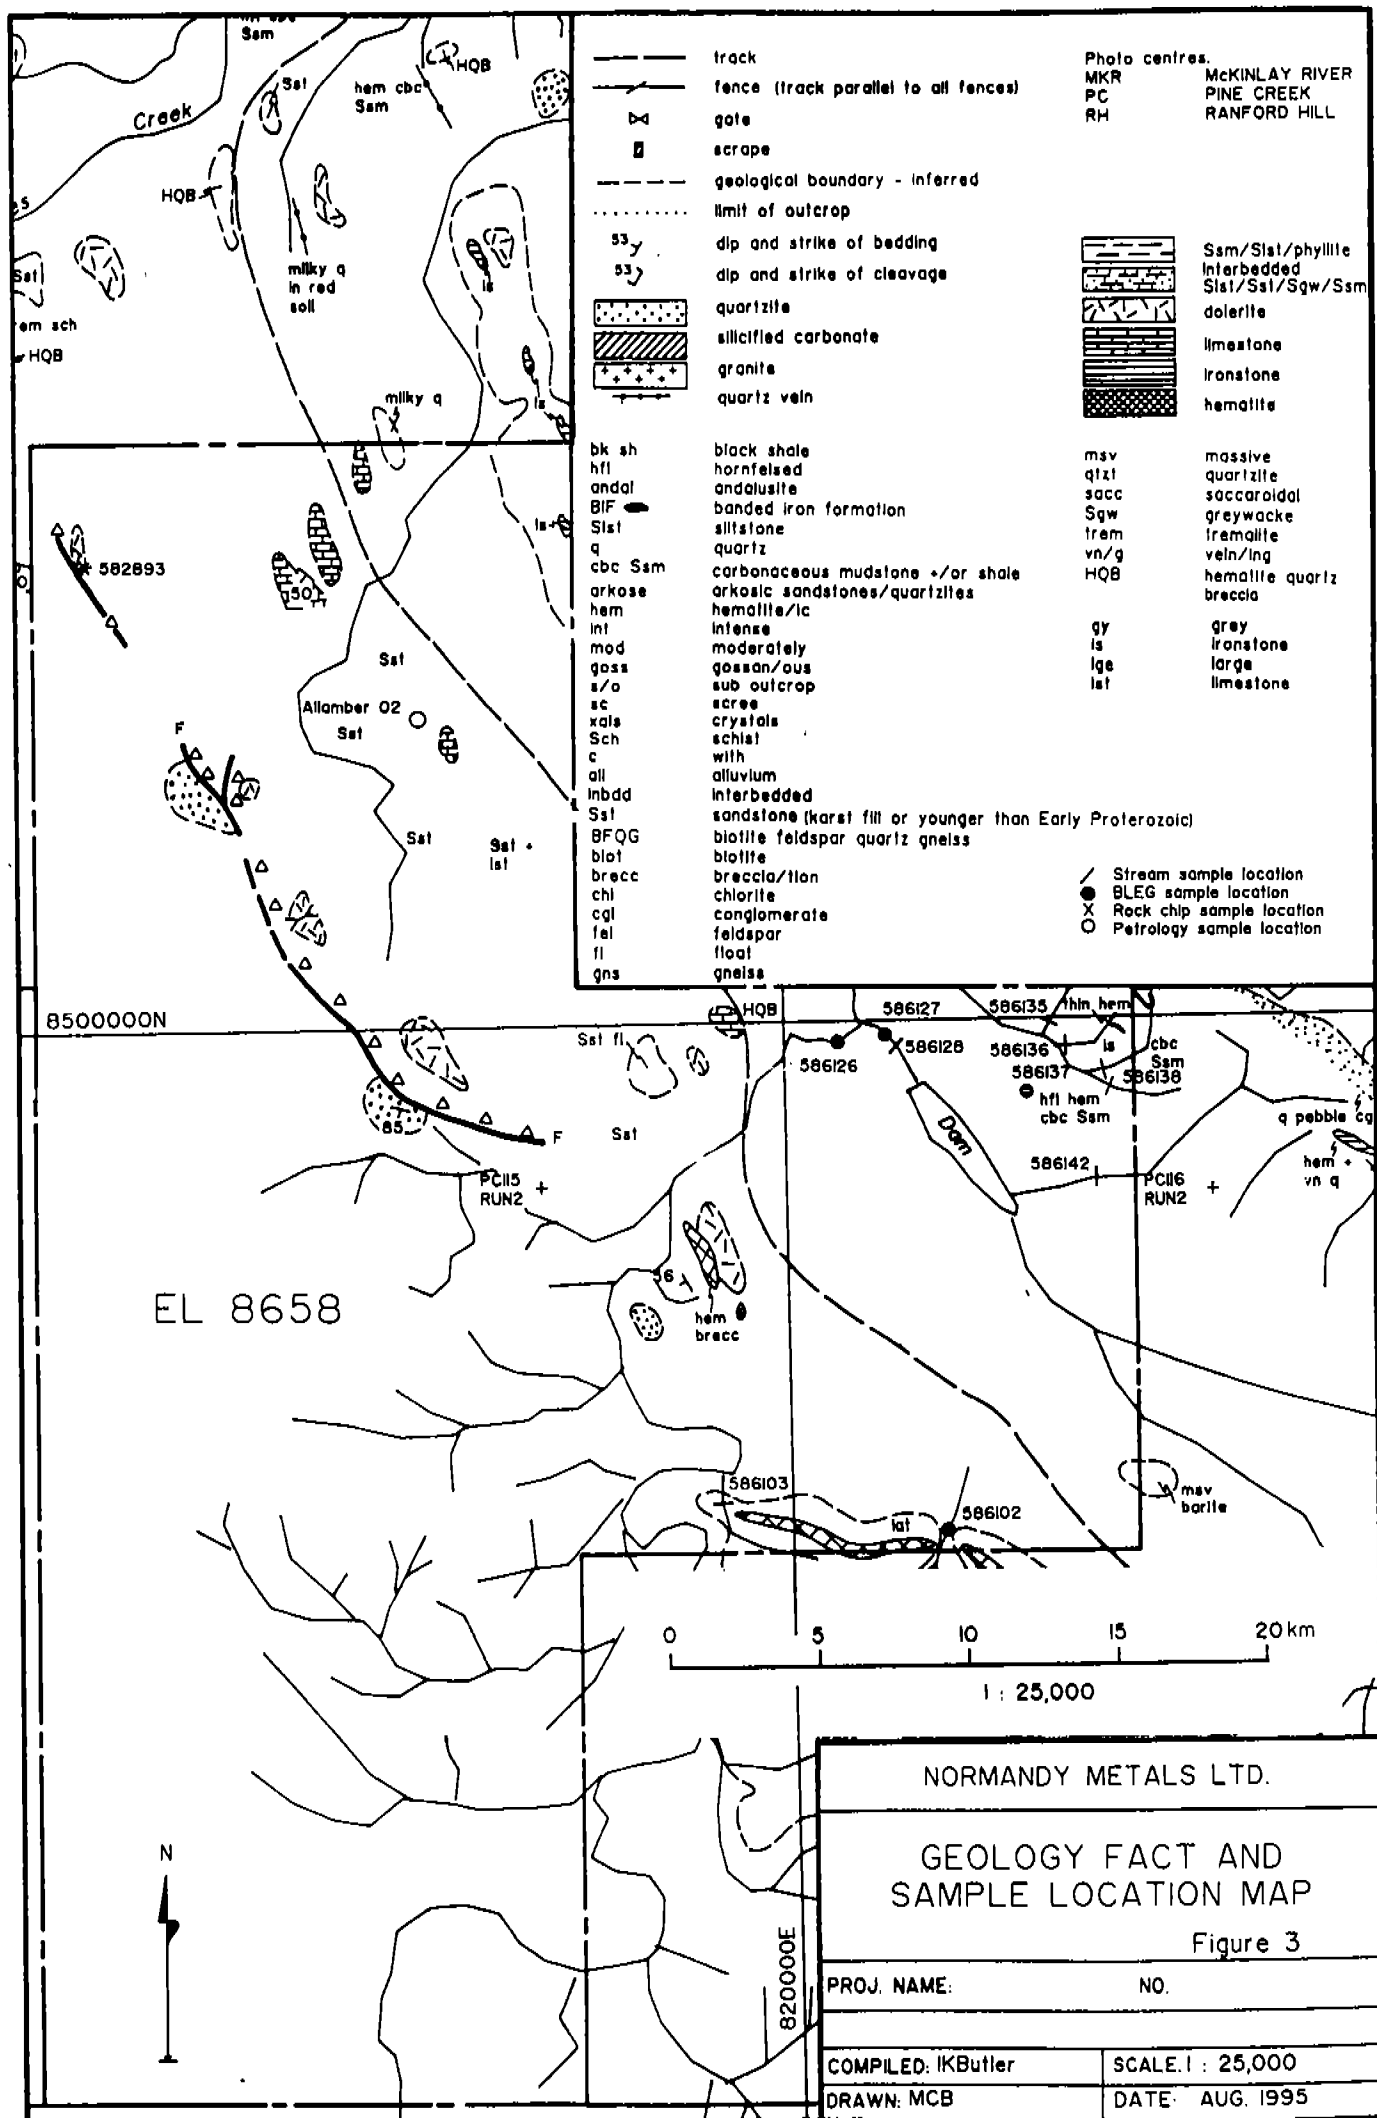 Ssm
Sst
HQB
hem cbc
Ssm
Creek
HQB
milky q
in red
soil
Sst
HQB
is
milky q
is
is
582893
50
Sst
Allamber 02
Sst
F
Sst
Sst +
lst
track
fence (track parallel to all fences)
gate
scrape
geological boundary - inferred
limit of outcrop
53
dip and strike of bedding
53
dip and strike of cleavage
quartzite
silicified carbonate
granite
quartz vein
Photo centres.
MKR McKINLAY RIVER
PC PINE CREEK
RH RANFORD HILL
Ssm/Slst/phyllite
Interbedded
Slst/Sst/Sgw/Ssm
dolerite
limestone
Ironstone
hematite
bk sh black shale
hfl hornfelsed
andal andalusite
BIF banded iron formation
Slst siltstone
q quartz
cbc Ssm carbonaceous mudstone +/or shale
arkose arkosic sandstones/quartzites
hem hematite/ic
int intense
mod moderately
goss gossan/ous
s/o sub outcrop
sc scree
xals crystals
Sch schist
c with
all alluvium
inbdd interbedded
Sst sandstone (karst fill or younger than Early Proterozoic)
BFQG biotite feldspar quartz gneiss
biot biotite
brecc breccia/tion
chl chlorite
cgl conglomerate
fel feldspar
fl float
gns gneiss
msv massive
qtzt quartzite
sacc saccaroidal
Sgw greywacke
trem tremalite
vn/g vein/ing
HQB hematite quartz
breccia
gy grey
is ironstone
lge large
lst limestone
Stream sample location
BLEG sample location
Rock chip sample location
Petrology sample location
8500000N
HQB
586127
586135
thin hem
Sst fl
586126
586128
586136
is
cbc
Ssm
586137
586138
hfl hem
cbc Ssm
q pebble cg
85
F
Sst
Dam
586142
hem +
vn q
PC115
RUN2
PC116
RUN2
56
EL 8658
hem
brecc
586103
lat
586102
msv
barite
0 5 10 15 20 km
1 : 25,000
N
820000E
NORMANDY METALS LTD.
GEOLOGY FACT AND
SAMPLE LOCATION MAP
Figure 3
PROJ. NAME: NO.
COMPILED: IKButler SCALE. 1 : 25,000
DRAWN: MCB DATE: AUG. 1995